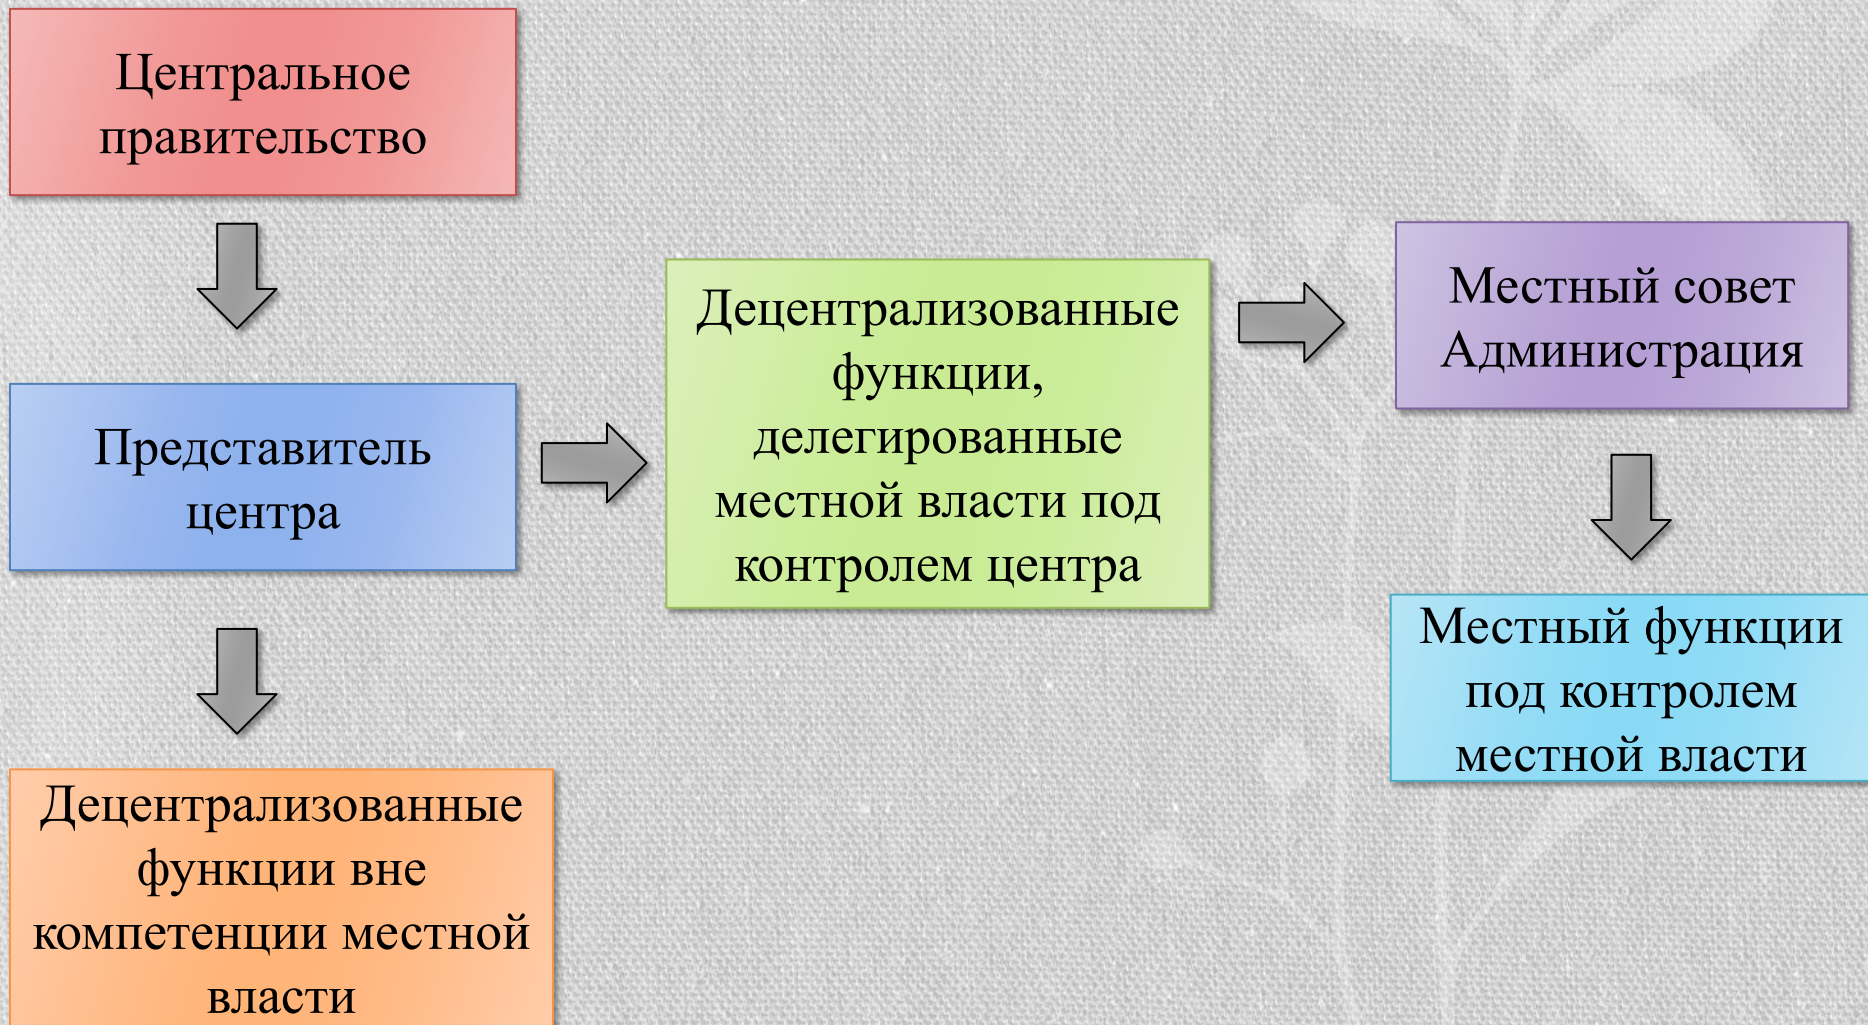 Центральное
правительство
Представитель
центра
Децентрализованные
функции вне
компетенции местной
власти
Децентрализованные
функции,
делегированные
местной власти под
контролем центра
Местный совет
Администрация
Местный функции
под контролем
местной власти